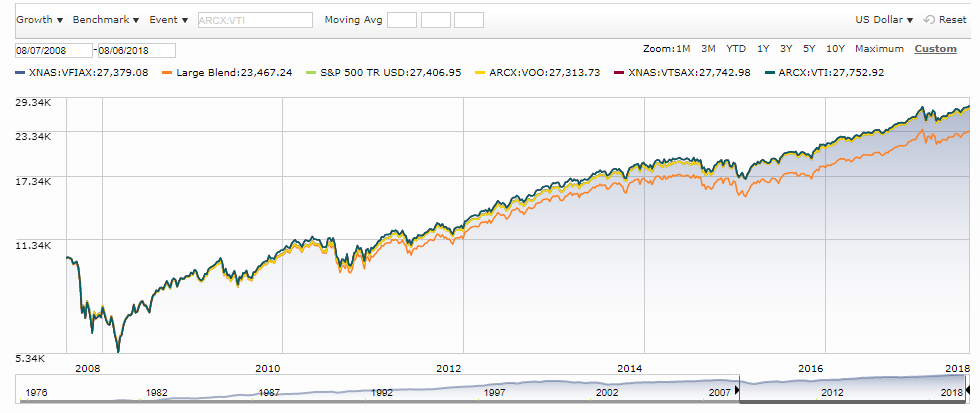 Growth ▼ Benchmark ▼ Event ▼ ARCX:VTI Moving Avg US Dollar ▼ Reset
08/07/2008 - 08/06/2018 Zoom: 1M 3M YTD 1Y 3Y 5Y 10Y Maximum Custom
XNAS:VFIAX:27,379.08 Large Blend:23,467.24 S&P 500 TR USD:27,406.95 ARCX:VOO:27,313.73 XNAS:VTSAX:27,742.98 ARCX:VTI:27,752.92
29.34K
23.34K
17.34K
11.34K
5.34K
2008 2010 2012 2014 2016 2018
1976 1982 1987 1992 1997 2002 2007 2012 2018